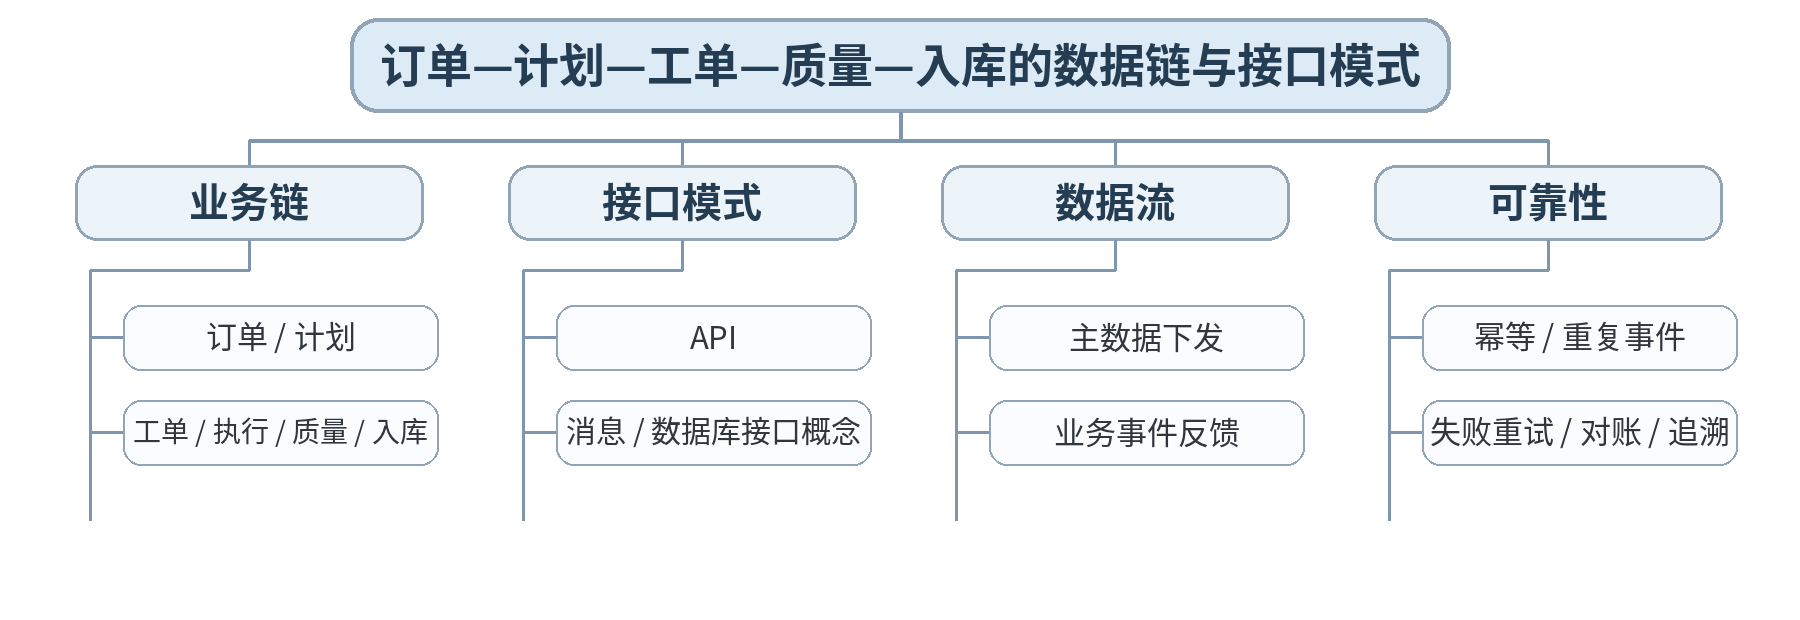 订单—计划—工单—质量—入库的数据链与接口模式
业务链
接口模式
数据流
可靠性
订单 / 计划
API
主数据下发
幂等 / 重复事件
工单 / 执行 / 质量 / 入库
消息 / 数据库接口概念
业务事件反馈
失败重试 / 对账 / 追溯